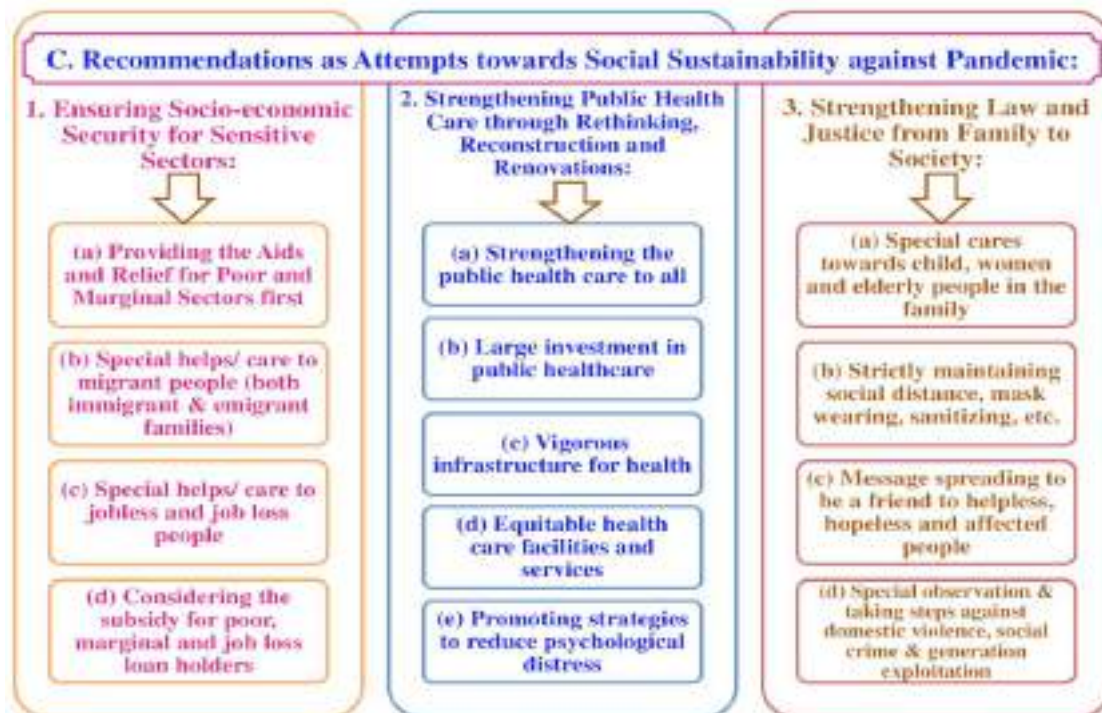 C. Recommendations as Attempts towards Social Sustainability against Pandemic:
1. Ensuring Socio-economic
Security for Sensitive
Sectors:
(a) Providing the Aids
and Relief for Poor and
Marginal Sectors first
(b) Special helps/ care to
migrant people (both
immigrant & emigrant
families)
(c) Special helps/ care to
jobless and job loss
people
(d) Considering the
subsidy for poor,
marginal and job loss
loan holders
2. Strengthening Public Health
Care through Rethinking,
Reconstruction and
Renovations:
(a) Strengthening the
public health care to all
(b) Large investment in
public healthcare
(c) Vigorous
infrastructure for health
(d) Equitable health
care facilities and
services
(e) Promoting strategies
to reduce psychological
distress
3. Strengthening Law and
Justice from Family to
Society:
(a) Special cares
towards child, women
and elderly people in the
family
(b) Strictly maintaining
social distance, mask
wearing, sanitizing, etc.
(c) Message spreading to
be a friend to helpless,
hopeless and affected
people
(d) Special observation &
taking steps against
domestic violence, social
crime & generation
exploitation